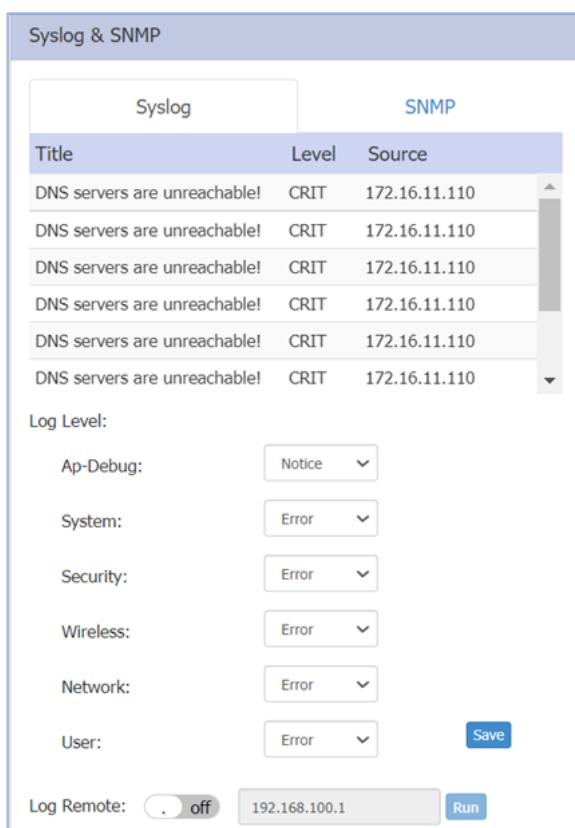 Syslog & SNMP
Syslog SNMP
Title Level Source
DNS servers are unreachable! CRIT 172.16.11.110
DNS servers are unreachable! CRIT 172.16.11.110
DNS servers are unreachable! CRIT 172.16.11.110
DNS servers are unreachable! CRIT 172.16.11.110
DNS servers are unreachable! CRIT 172.16.11.110
DNS servers are unreachable! CRIT 172.16.11.110
Log Level:
Ap-Debug: Notice
System: Error
Security: Error
Wireless: Error
Network: Error
User: Error Save
Log Remote: . off 192.168.100.1 Run